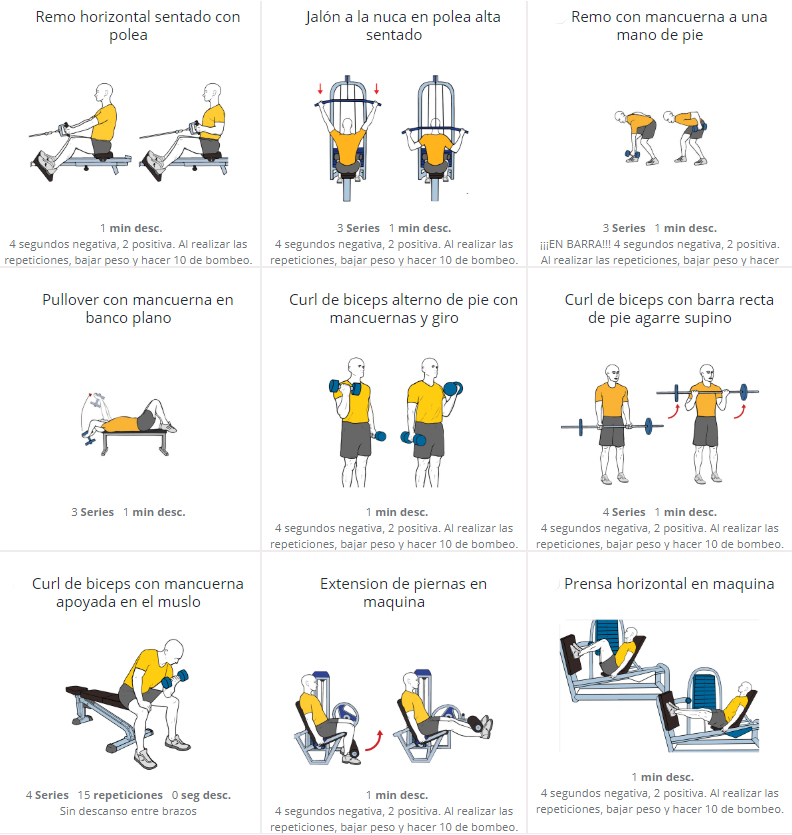 Remo horizontal sentado con
polea
1 min desc.
4 segundos negativa, 2 positiva. Al realizar las
repeticiones, bajar peso y hacer 10 de bombeo.
Jalón a la nuca en polea alta
sentado
3 Series 1 min desc.
4 segundos negativa, 2 positiva. Al realizar las
repeticiones, bajar peso y hacer 10 de bombeo.
Remo con mancuerna a una
mano de pie
3 Series 1 min desc.
¡¡¡EN BARRA!!! 4 segundos negativa, 2 positiva.
Al realizar las repeticiones, bajar peso y hacer
Pullover con mancuerna en
banco plano
3 Series 1 min desc.
Curl de biceps alterno de pie con
mancuernas y giro
1 min desc.
4 segundos negativa, 2 positiva. Al realizar las
repeticiones, bajar peso y hacer 10 de bombeo.
Curl de biceps con barra recta
de pie agarre supino
4 Series 1 min desc.
4 segundos negativa, 2 positiva. Al realizar las
repeticiones, bajar peso y hacer 10 de bombeo.
Curl de biceps con mancuerna
apoyada en el muslo
4 Series 15 repeticiones 0 seg desc.
Sin descanso entre brazos
Extension de piernas en
maquina
1 min desc.
4 segundos negativa, 2 positiva. Al realizar las
repeticiones, bajar peso y hacer 10 de bombeo.
Prensa horizontal en maquina
1 min desc.
4 segundos negativa, 2 positiva. Al realizar las
repeticiones, bajar peso y hacer 10 de bombeo.